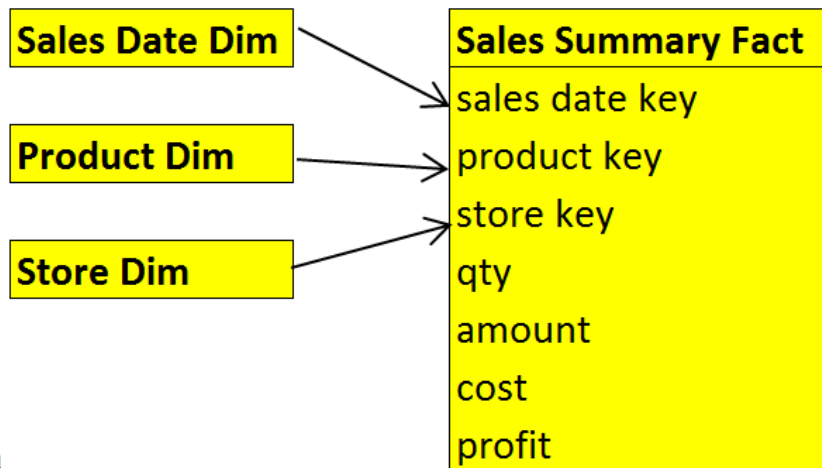 Sales Date Dim
Product Dim
Store Dim
Sales Summary Fact
sales date key
product key
store key
qty
amount
cost
profit